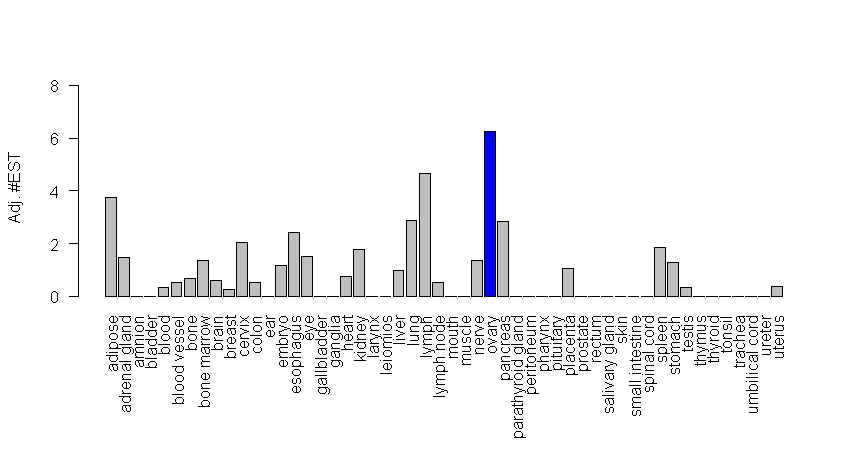 Adj. #EST
8
6
4
2
0
adipose
adrenal gland
amnion
bladder
blood
blood vessel
bone
bone marrow
brain
breast
cervix
colon
ear
embryo
esophagus
eye
gallbladder
ganglia
heart
kidney
larynx
leiomios
liver
lung
lymph
lymph node
mouth
muscle
nerve
ovary
pancreas
parathyroid gland
peritoneum
pharynx
pituitary
placenta
prostate
rectum
salivary gland
skin
small intestine
spinal cord
spleen
stomach
testis
thymus
thyroid
tonsil
trachea
umbilical cord
ureter
uterus